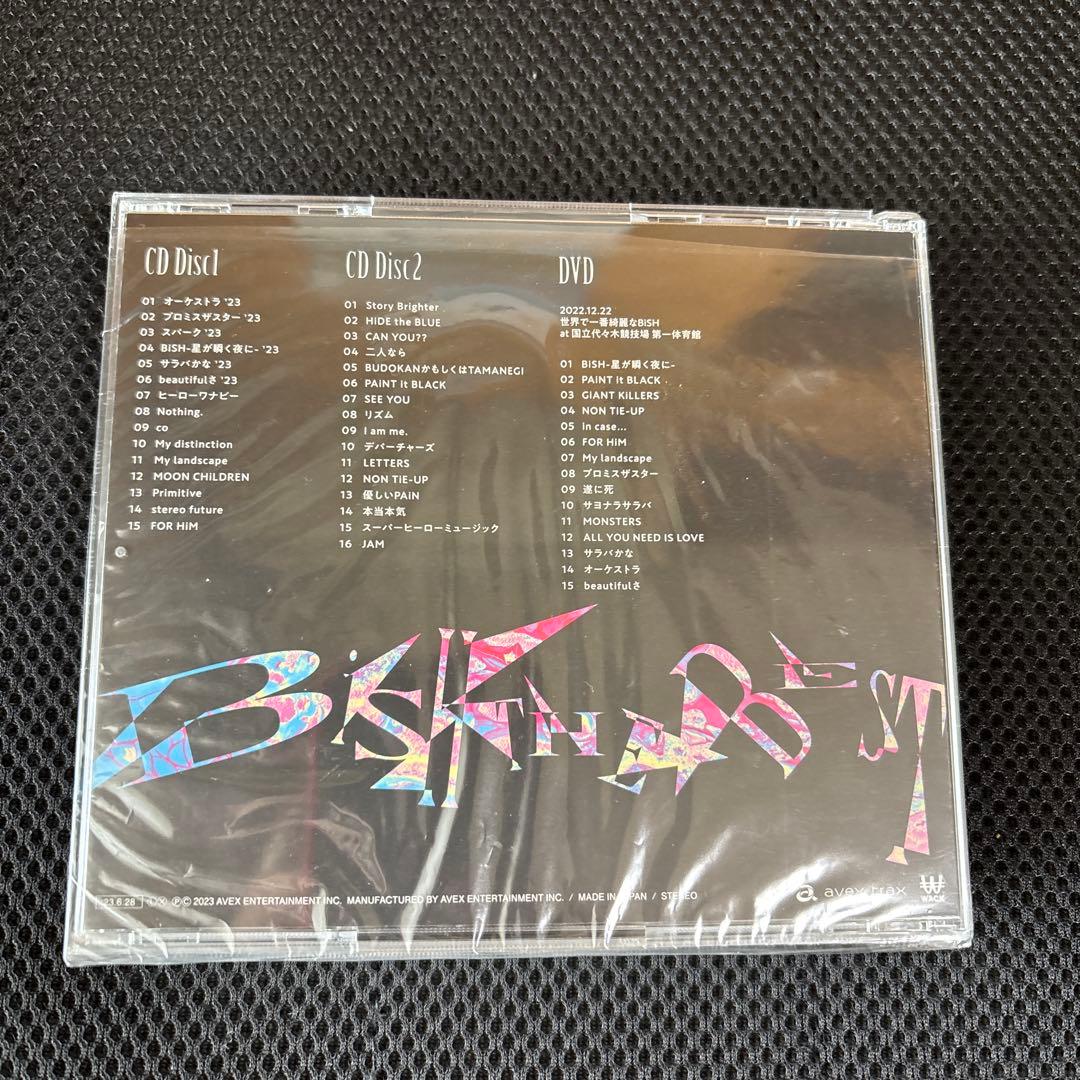 CD Disc1
01 オーケストラ '23
02 プロミスザスター '23
03 スパーク '23
04 BiSH-星が瞬く夜に- '23
05 サラバかな '23
06 beautifulさ '23
07 ヒーローワナビー
08 Nothing.
09 co
10 My distinction
11 My landscape
12 MOON CHiLDREN
13 Primitive
14 stereo future
15 FOR HiM
CD Disc2
01 Story Brighter
02 HiDE the BLUE
03 CAN YOU??
04 二人なら
05 BUDOKANかもしくはTAMANEGI
06 PAiNT it BLACK
07 SEE YOU
08 リズム
09 I am me.
10 デパーチャーズ
11 LETTERS
12 NON TiE-UP
13 優しいPAiN
14 本当本気
15 スーパーヒーローミュージック
16 JAM
DVD
2022.12.22
世界で一番綺麗なBiSH
at 国立代々木競技場 第一体育館
01 BiSH-星が瞬く夜に-
02 PAiNT it BLACK
03 GiANT KiLLERS
04 NON TiE-UP
05 in case...
06 FOR HiM
07 My landscape
08 プロミスザスター
09 遂に死
10 サヨナラサラバ
11 MONSTERS
12 ALL YOU NEED IS LOVE
13 サラバかな
14 オーケストラ
15 beautifulさ
BiSH THE BEST
23.6.28 Ⓛ Ⓧ Ⓟ © 2023 AVEX ENTERTAINMENT INC. MANUFACTURED BY AVEX ENTERTAINMENT INC. / MADE IN JAPAN / STEREO
avex trax
WACK